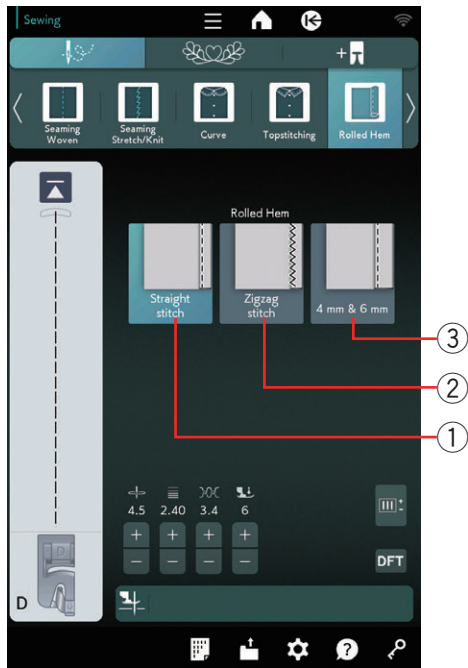 Sewing
+
Seaming
Woven
Seaming
Stretch/Knit
Curve
Topstitching
Rolled Hem
Rolled Hem
Straight
stitch
Zigzag
stitch
4 mm & 6 mm
③
②
①
4.5 2.40 3.4 6
+ + + +
− − − −
DFT
D
D
?